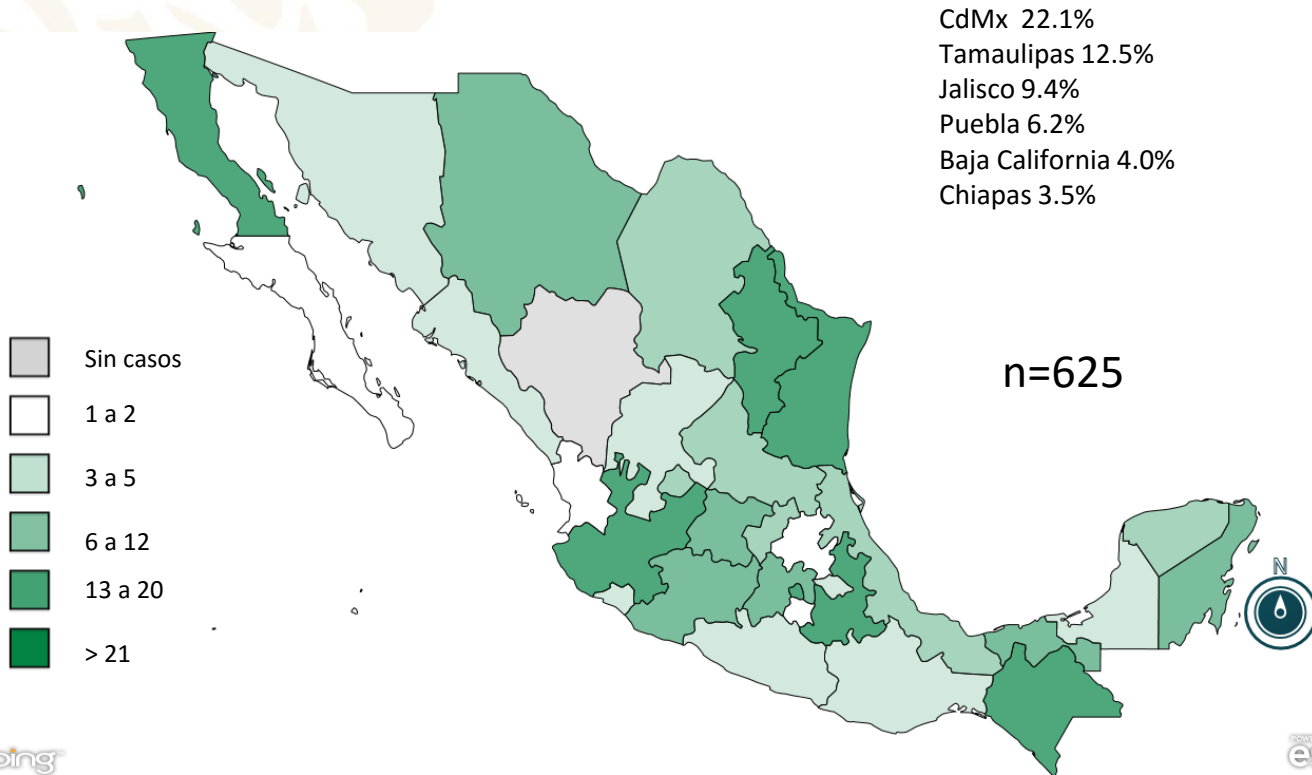 CdMx 22.1%
Tamaulipas 12.5%
Jalisco 9.4%
Puebla 6.2%
Baja California 4.0%
Chiapas 3.5%
n=625
Sin casos
1 a 2
3 a 5
6 a 12
13 a 20
> 21
N